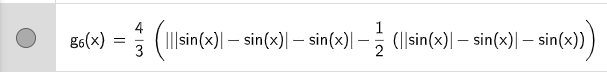 g₆(x) = 4/3 (|||sin(x)| – sin(x)| – sin(x)| – 1/2 (||sin(x)| – sin(x)| – sin(x)))